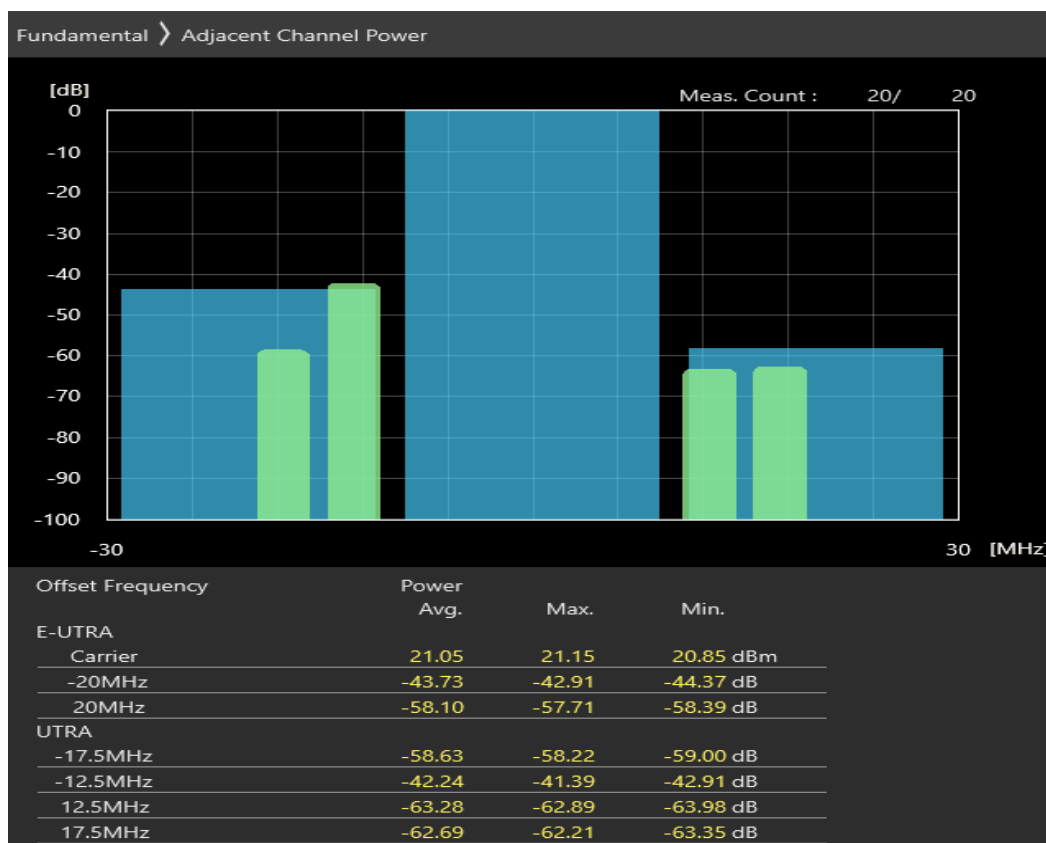 Fundamental 〉 Adjacent Channel Power
[dB]
Meas. Count : 20/ 20
0
-10
-20
-30
-40
-50
-60
-70
-80
-90
-100
-30 30 [MHz]
Offset Frequency Power
Avg. Max. Min.
E-UTRA
Carrier 21.05 21.15 20.85 dBm
-20MHz -43.73 -42.91 -44.37 dB
20MHz -58.10 -57.71 -58.39 dB
UTRA
-17.5MHz -58.63 -58.22 -59.00 dB
-12.5MHz -42.24 -41.39 -42.91 dB
12.5MHz -63.28 -62.89 -63.98 dB
17.5MHz -62.69 -62.21 -63.35 dB